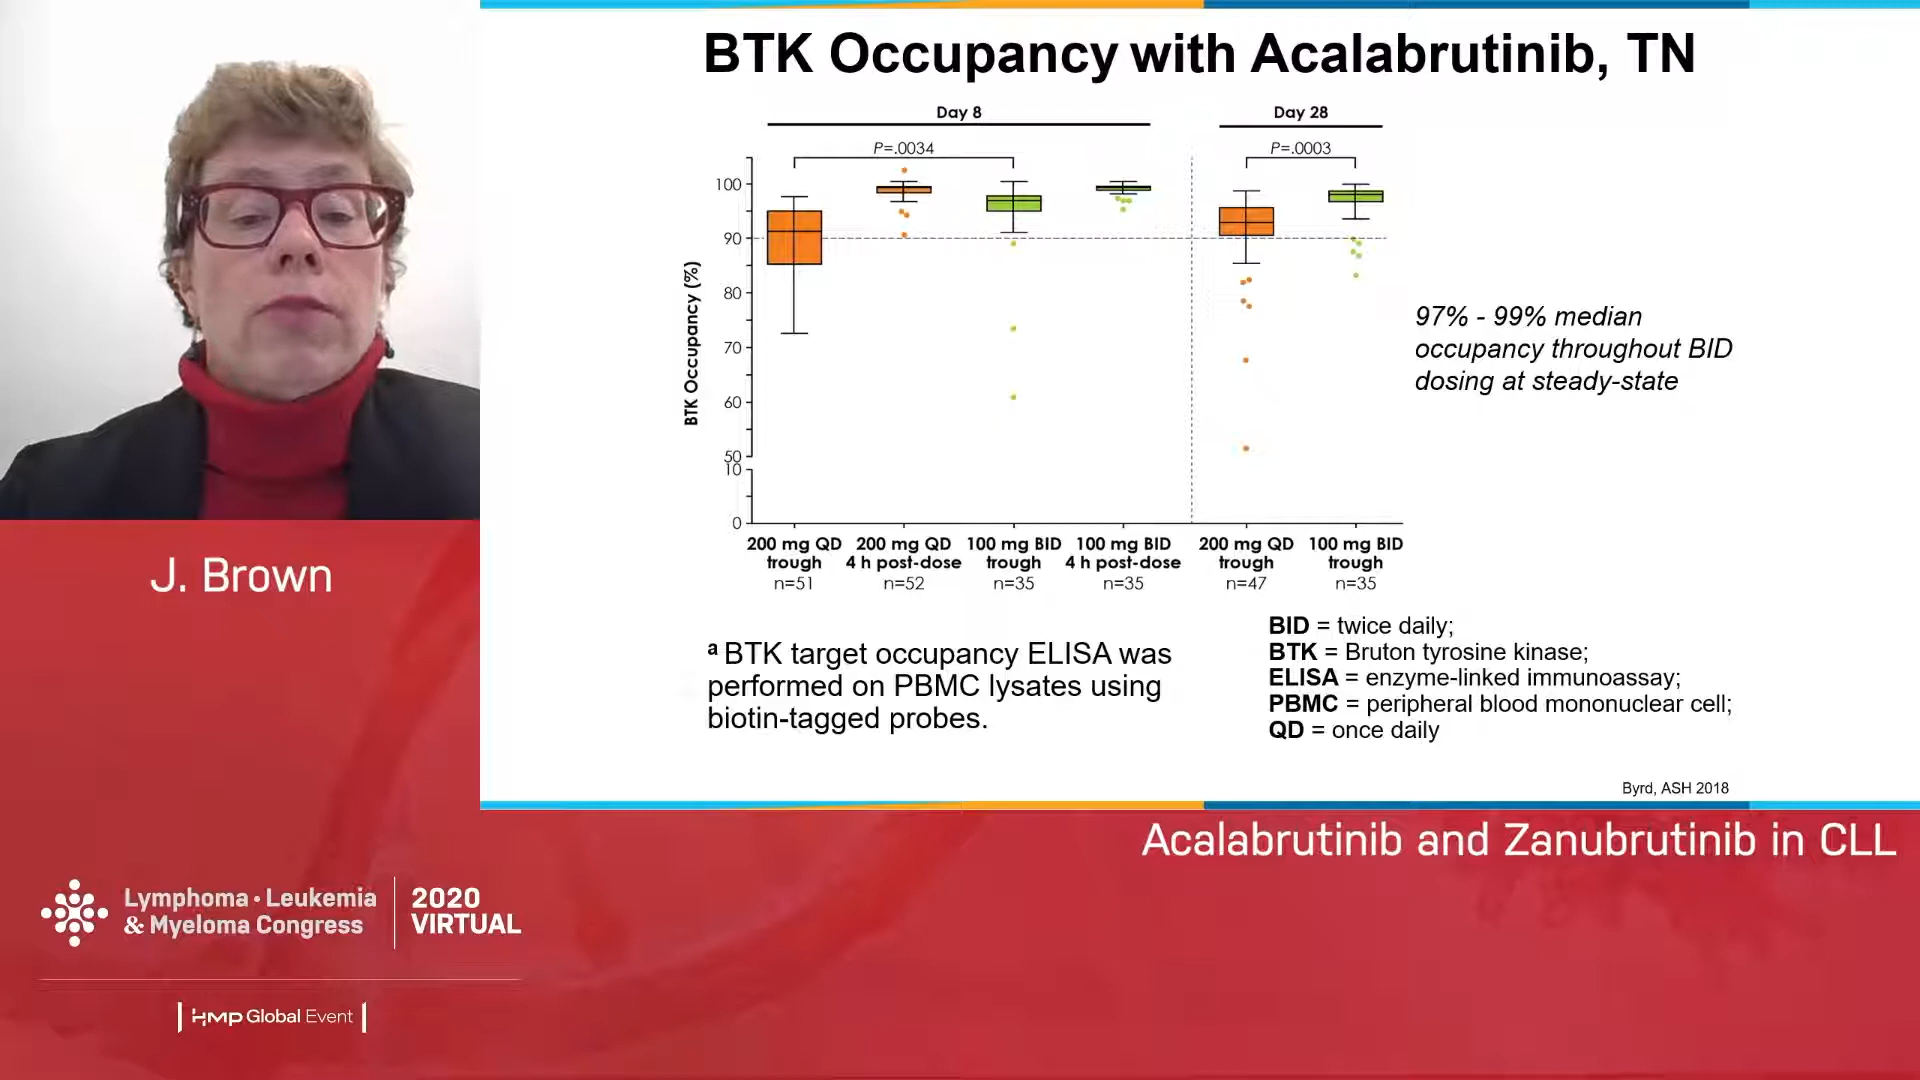 BTK Occupancy with Acalabrutinib, TN
Day 8
Day 28
P=.0034
P=.0003
BTK Occupancy (%)
100
90
80
70
60
50
10
0
200 mg QD trough n=51
200 mg QD 4 h post-dose n=52
100 mg BID trough n=35
100 mg BID 4 h post-dose n=35
200 mg QD trough n=47
100 mg BID trough n=35
97% - 99% median
occupancy throughout BID
dosing at steady-state
a BTK target occupancy ELISA was
performed on PBMC lysates using
biotin-tagged probes.
BID = twice daily;
BTK = Bruton tyrosine kinase;
ELISA = enzyme-linked immunoassay;
PBMC = peripheral blood mononuclear cell;
QD = once daily
Byrd, ASH 2018
J. Brown
Acalabrutinib and Zanubrutinib in CLL
Lymphoma • Leukemia
& Myeloma Congress
2020
VIRTUAL
HMP Global Event